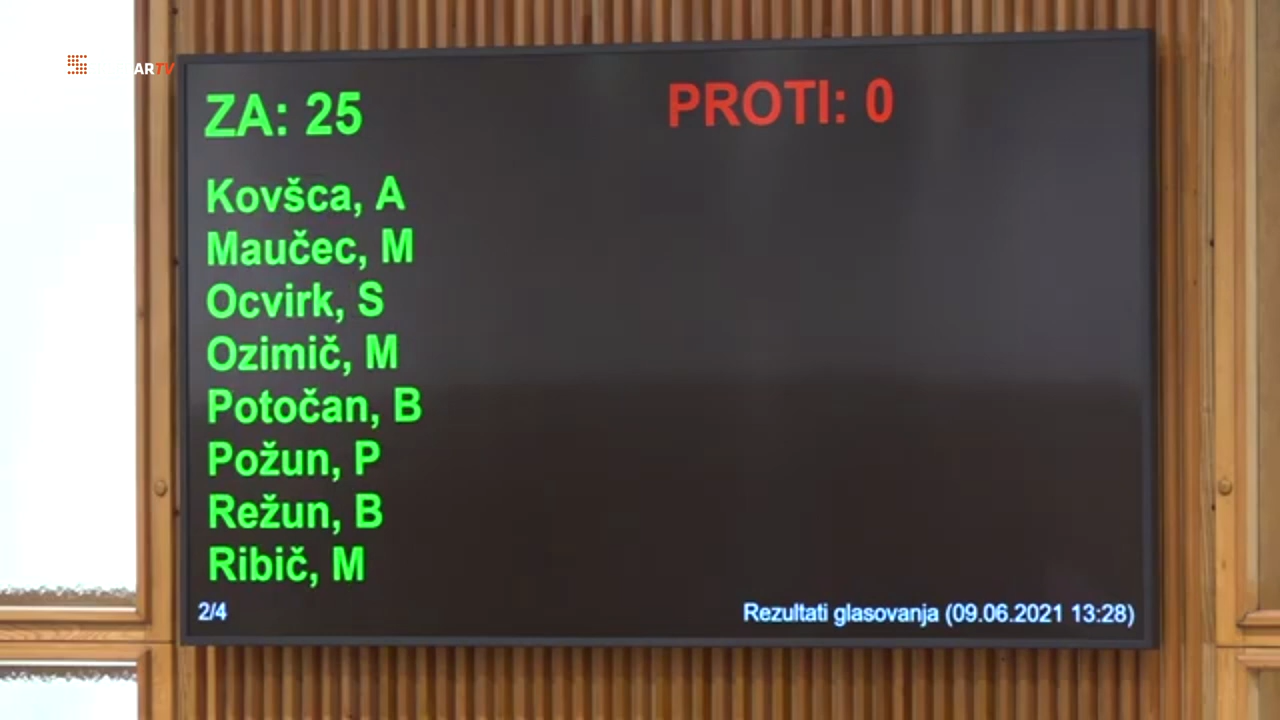 ZA: 25
PROTI: 0
Kovšca, A
Maučec, M
Ocvirk, S
Ozimič, M
Potočan, B
Požun, P
Režun, B
Ribič, M
2/4
Rezultati glasovanja (09.06.2021 13:28)